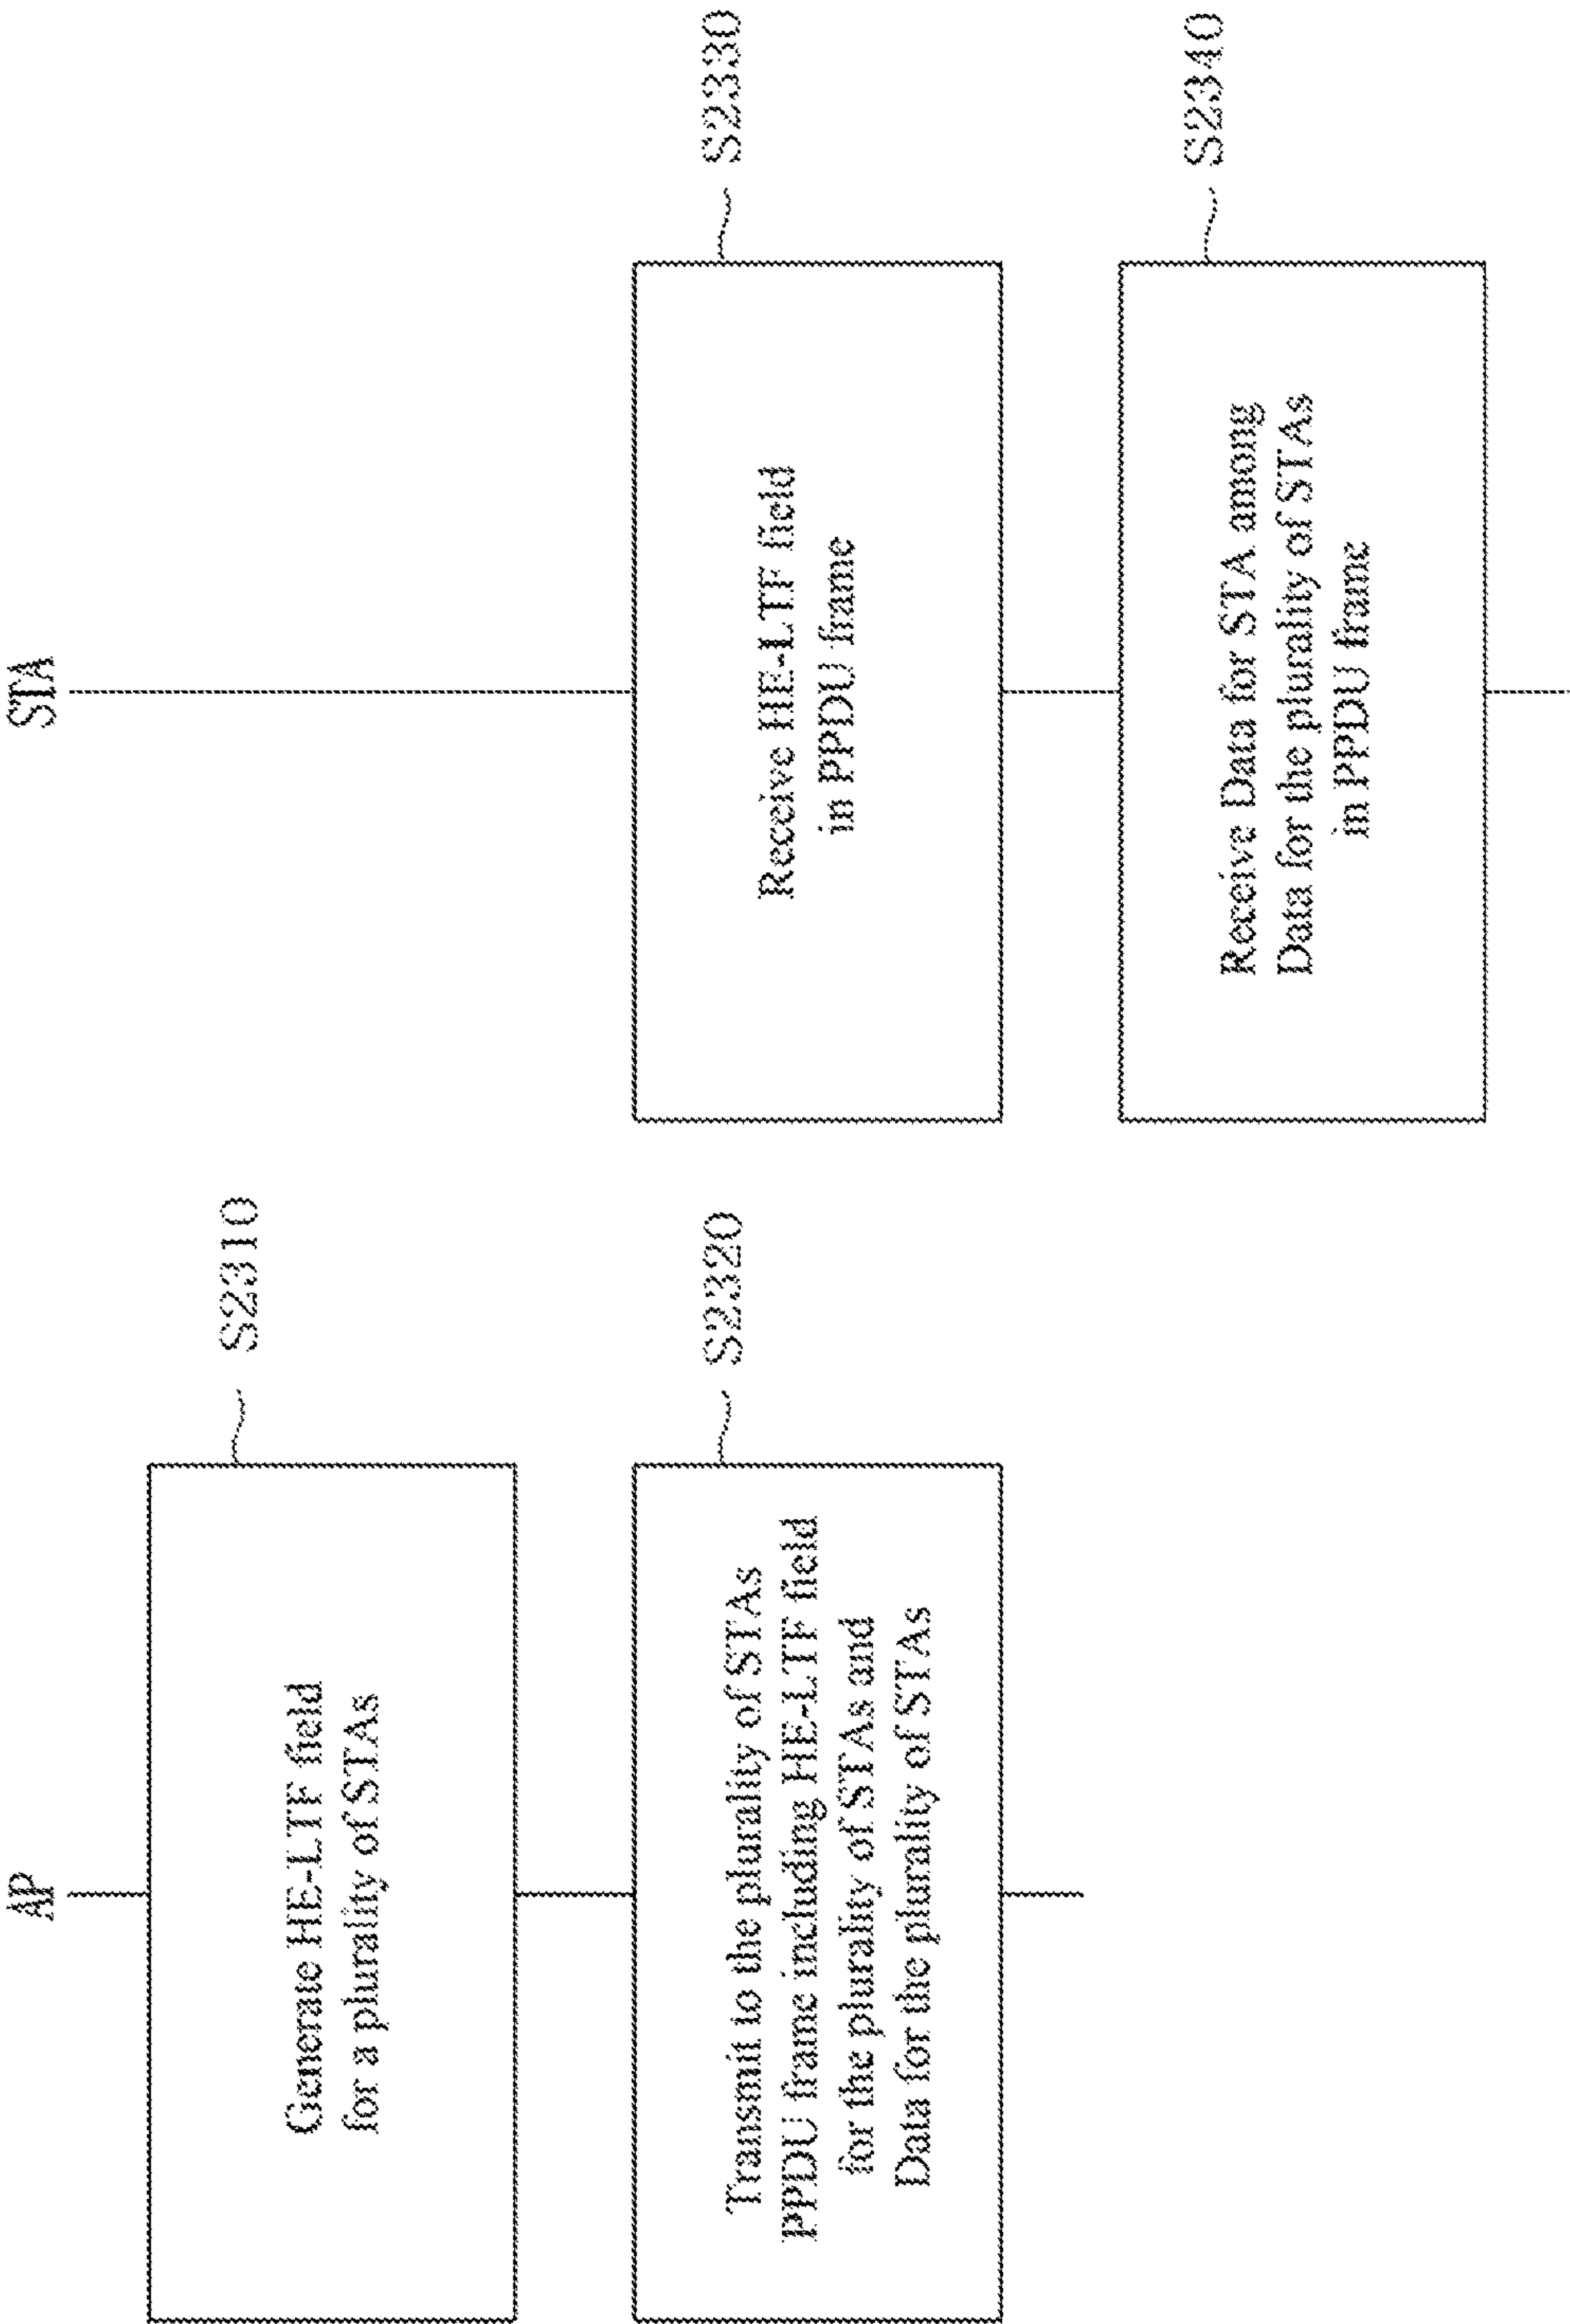 AP
Generate HE-LTF field
for a plurality of STAs
S2310
Transmit to the plurality of STAs
PPDU frame including HE-LTF field
for the plurality of STAs and
Data for the plurality of STAs
S2320
STA
Receive HE-LTF field
in PPDU frame
S2330
Receive Data for STA among
Data for the plurality of STAs
in PPDU frame
S2340